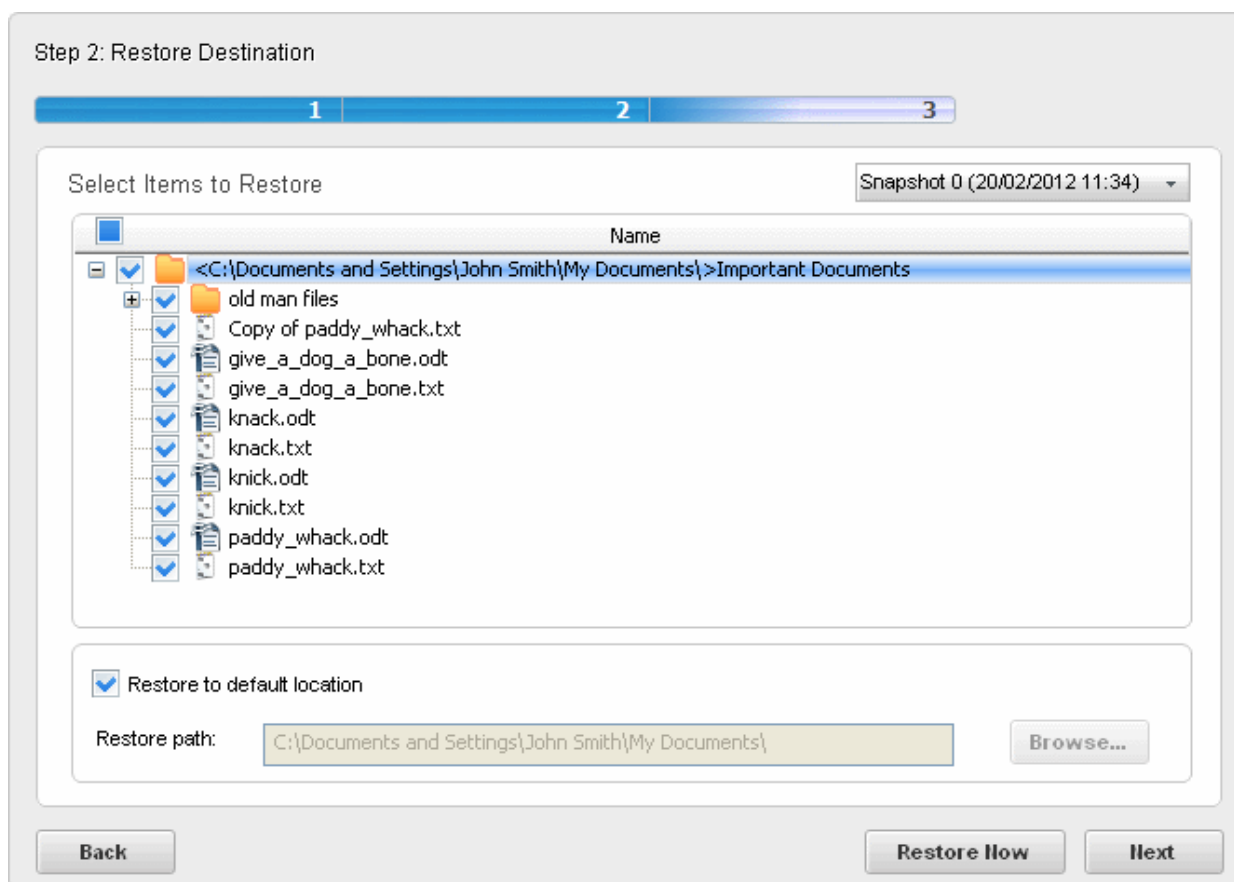 Step 2: Restore Destination
1 2 3
Select Items to Restore
Snapshot 0 (20/02/2012 11:34)
Name
<C:\Documents and Settings\John Smith\My Documents\>Important Documents
old man files
Copy of paddy_whack.txt
give_a_dog_a_bone.odt
give_a_dog_a_bone.txt
knack.odt
knack.txt
knick.odt
knick.txt
paddy_whack.odt
paddy_whack.txt
Restore to default location
Restore path: C:\Documents and Settings\John Smith\My Documents\ Browse...
Back Restore Now Next